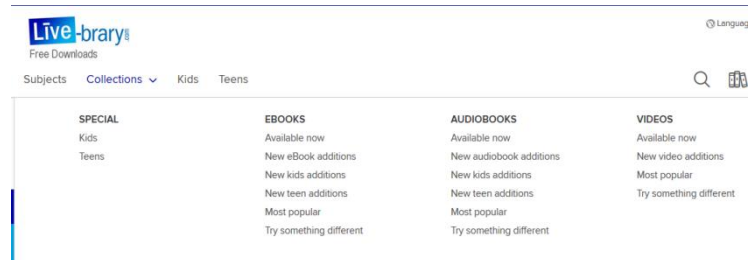 Līve-brary.com
Free Downloads
Languag
Subjects Collections Kids Teens
SPECIAL
Kids
Teens
EBOOKS
Available now
New eBook additions
New kids additions
New teen additions
Most popular
Try something different
AUDIOBOOKS
Available now
New audiobook additions
New kids additions
New teen additions
Most popular
Try something different
VIDEOS
Available now
New video additions
Most popular
Try something different